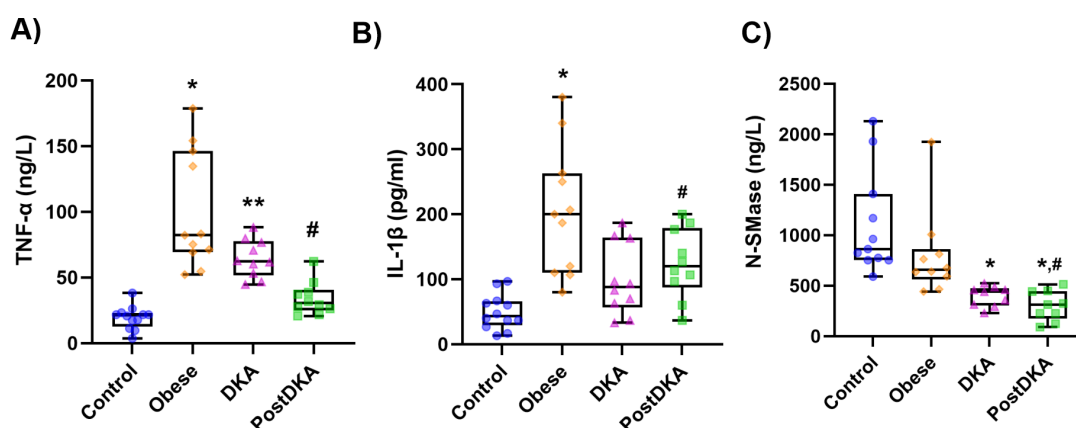 A)
TNF-α (ng/L)
200
150
100
50
0
*
**
#
Control
Obese
DKA
PostDKA
B)
IL-1β (pg/ml)
400
300
200
100
0
*
#
Control
Obese
DKA
PostDKA
C)
N-SMase (ng/L)
2500
2000
1500
1000
500
0
*
*,#
Control
Obese
DKA
PostDKA